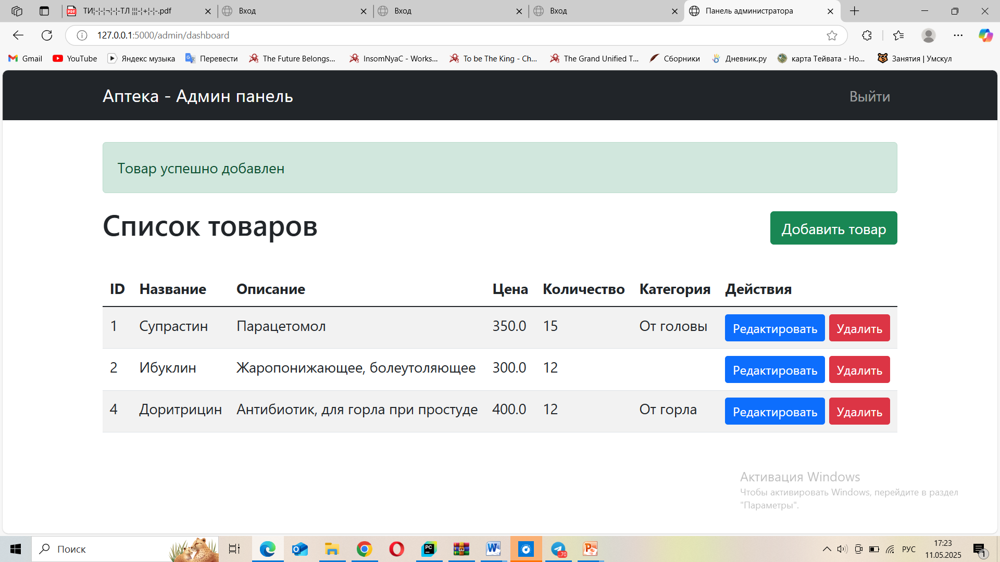 ТИ¦-¦-¦¬¦-¦-ТЛ ¦¦¦-¦+¦-¦-.pdf
Вход
Вход
Вход
Панель администратора
127.0.0.1:5000/admin/dashboard
Gmail
YouTube
Яндекс музыка
Перевести
The Future Belongs...
InsomNyaC - Works...
To be The King - Ch...
The Grand Unified T...
Сборники
Дневник.ру
карта Тейвата - Ho...
Занятия | Умскул
Аптека - Админ панель
Выйти
Товар успешно добавлен
Список товаров
Добавить товар
ID Название Описание Цена Количество Категория Действия
1 Супрастин Парацетомол 350.0 15 От головы Редактировать Удалить
2 Ибуклин Жаропонижающее, болеутоляющее 300.0 12 Редактировать Удалить
4 Доритрицин Антибиотик, для горла при простуде 400.0 12 От горла Редактировать Удалить
Активация Windows
Чтобы активировать Windows, перейдите в раздел
"Параметры".
Поиск
РУС
17:23
11.05.2025
1